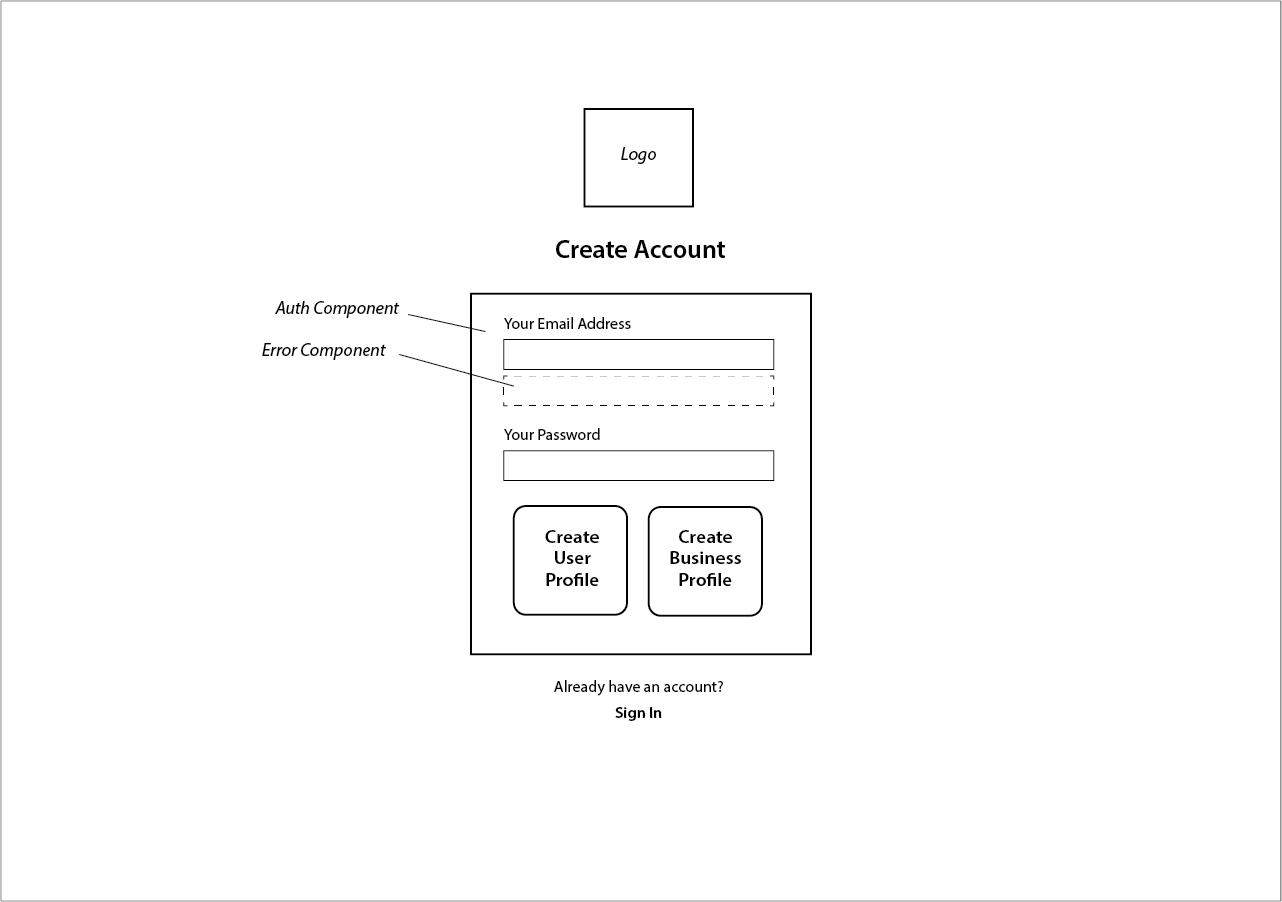 Logo
Create Account
Auth Component
Your Email Address
Error Component
Your Password
Create
User
Profile
Create
Business
Profile
Already have an account?
Sign In